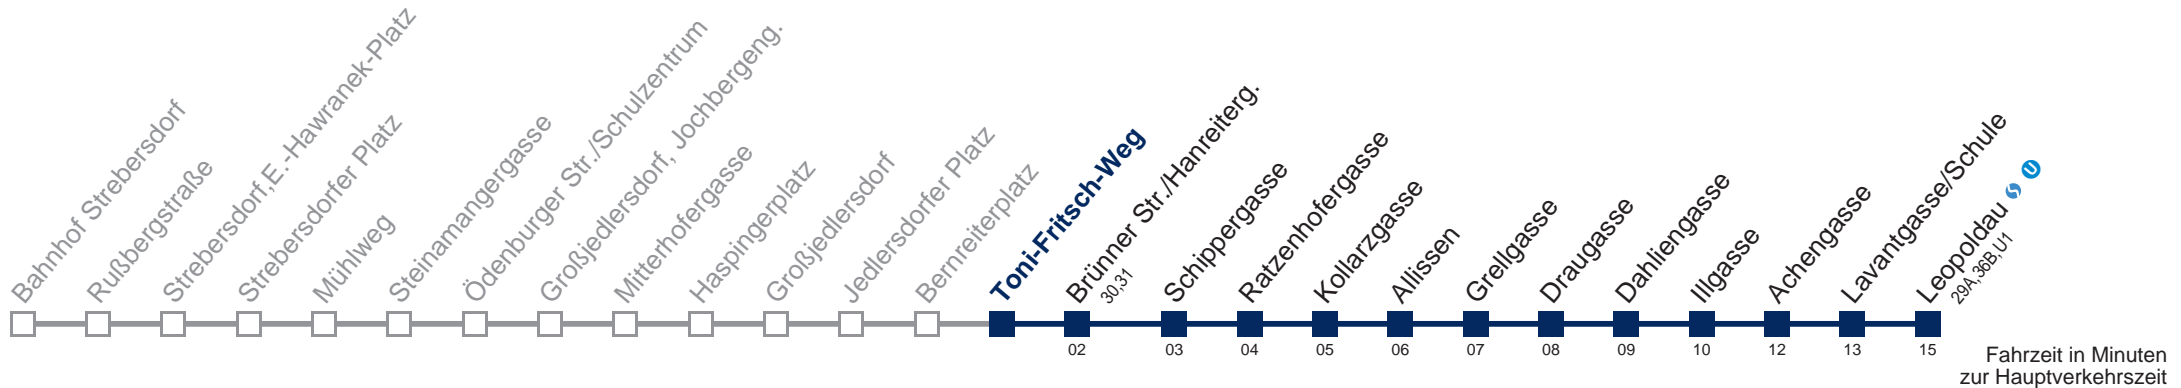 Bahnhof Strebersdorf
Rußbergstraße
Strebersdorf,E.-Hawranek-Platz
Strebersdorfer Platz
Mühlweg
Steinamangergasse
Ödenburger Str./Schulzentrum
Großjedlersdorf, Jochbergeng.
Mitterhofergasse
Haspingerplatz
Großjedlersdorf
Jedlersdorfer Platz
Bernreiterplatz
Toni-Fritsch-Weg
Brünner Str./Hanreiterg.
30,31
Schippergasse
Ratzenhofergasse
Kollarzgasse
Allissen
Grellgasse
Draugasse
Dahliengasse
Illgasse
Achengasse
Lavantgasse/Schule
Leopoldau S U
29A,36B,U1
02 03 04 05 06 07 08 09 10 12 13 15
Fahrzeit in Minuten
zur Hauptverkehrszeit